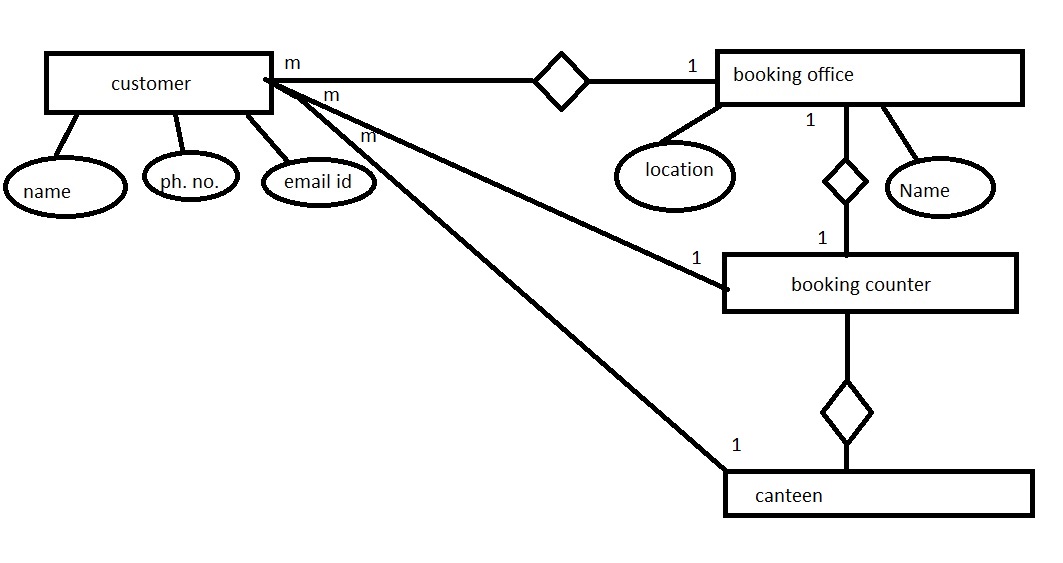 m
customer
1
booking office
m
m
1
name
ph. no.
email id
location
Name
1
1
booking counter
1
canteen